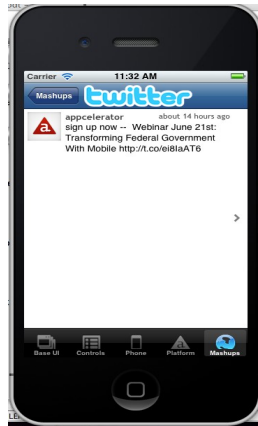 Carrier 11:32 AM
Mashups twitter
appcelerator about 14 hours ago
sign up now -- Webinar June 21st:
Transforming Federal Government
With Mobile http://t.co/ei8IaAT6
Base UI Controls Phone Platform Mashups